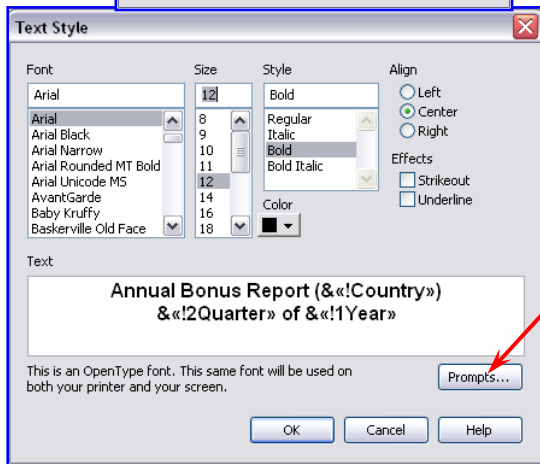 Text Style
Font
Size
Style
Align
Arial
12
Bold
Left
Center
Right
Arial
Arial Black
Arial Narrow
Arial Rounded MT Bold
Arial Unicode MS
AvantGarde
Baby Kruffy
Baskerville Old Face
8
9
10
11
12
14
16
18
Regular
Italic
Bold
Bold Italic
Effects
Strikeout
Underline
Color
Text
Annual Bonus Report (&«!Country»)
&«!2Quarter» of &«!1Year»
This is an OpenType font. This same font will be used on
both your printer and your screen.
Prompts...
OK
Cancel
Help